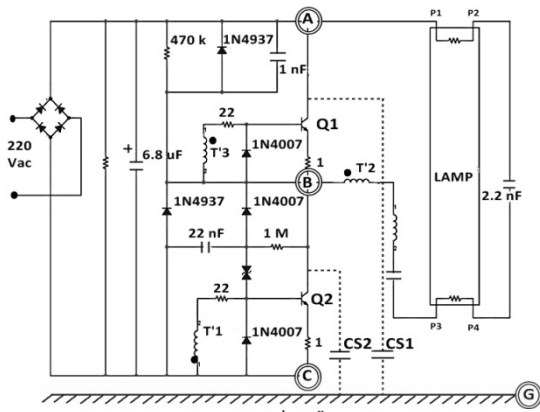 A
P1 P2
470 k
1N4937
1 nF
22
Q1
220
Vac
+
6.8 uF
T'3
1N4007
1
B
T'2
LAMP
2.2 nF
1N4937
1N4007
22 nF
1 M
22
Q2
T'1
1N4007
1
CS2
CS1
P3 P4
C
G